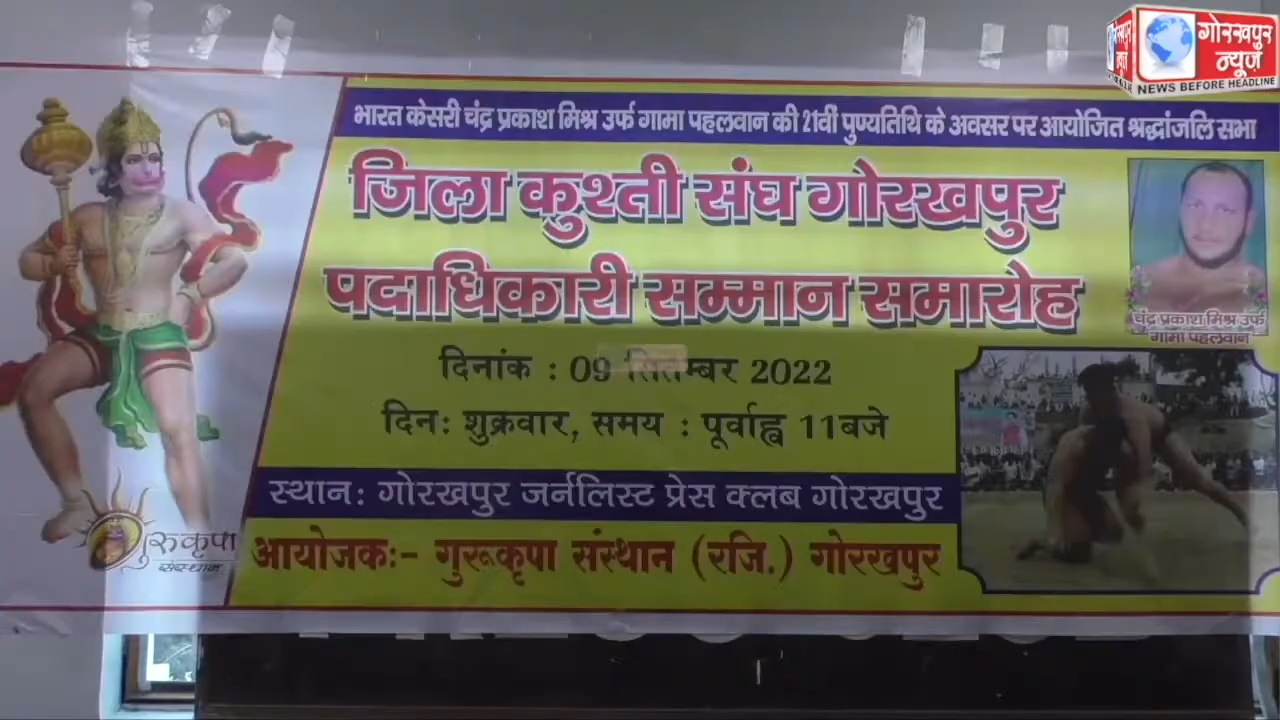 गोरखपुर
न्यूज़
NEWS BEFORE HEADLINE
भारत केसरी चंद्र प्रकाश मिश्र उर्फ गामा पहलवान की 21वीं पुण्यतिथि के अवसर पर आयोजित श्रद्धांजलि सभा
जिला कुश्ती संघ गोरखपुर
पदाधिकारी सम्मान समारोह
चंद्र प्रकाश मिश्र उर्फ
गामा पहलवान
दिनांक : 09 सितम्बर 2022
दिन: शुक्रवार, समय : पूर्वाह्न 11बजे
स्थान: गोरखपुर जर्नलिस्ट प्रेस क्लब गोरखपुर
गुरुकृपा
संस्थान
आयोजकः- गुरूकृपा संस्थान (रजि.) गोरखपुर